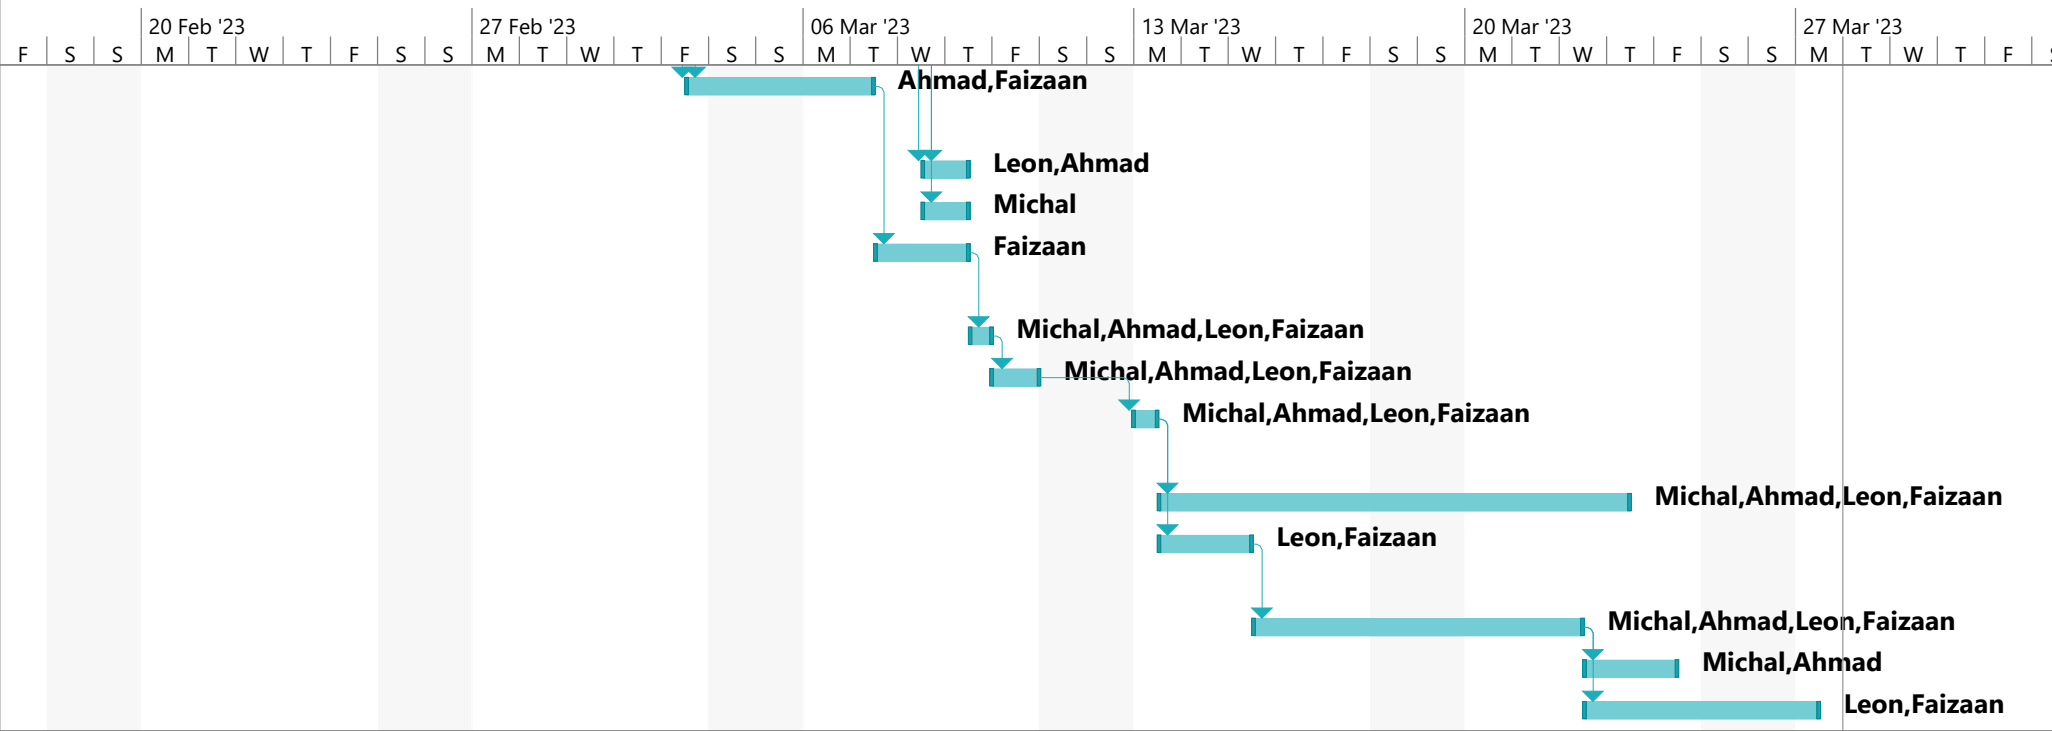 20 Feb '23 27 Feb '23 06 Mar '23 13 Mar '23 20 Mar '23 27 Mar '23
F S S M T W T F S S M T W T F S S M T W T F S S M T W T F S S M T W T F S S M T W T F
Ahmad,Faizaan
Leon,Ahmad
Michal
Faizaan
Michal,Ahmad,Leon,Faizaan
Michal,Ahmad,Leon,Faizaan
Michal,Ahmad,Leon,Faizaan
Michal,Ahmad,Leon,Faizaan
Leon,Faizaan
Michal,Ahmad,Leon,Faizaan
Michal,Ahmad
Leon,Faizaan